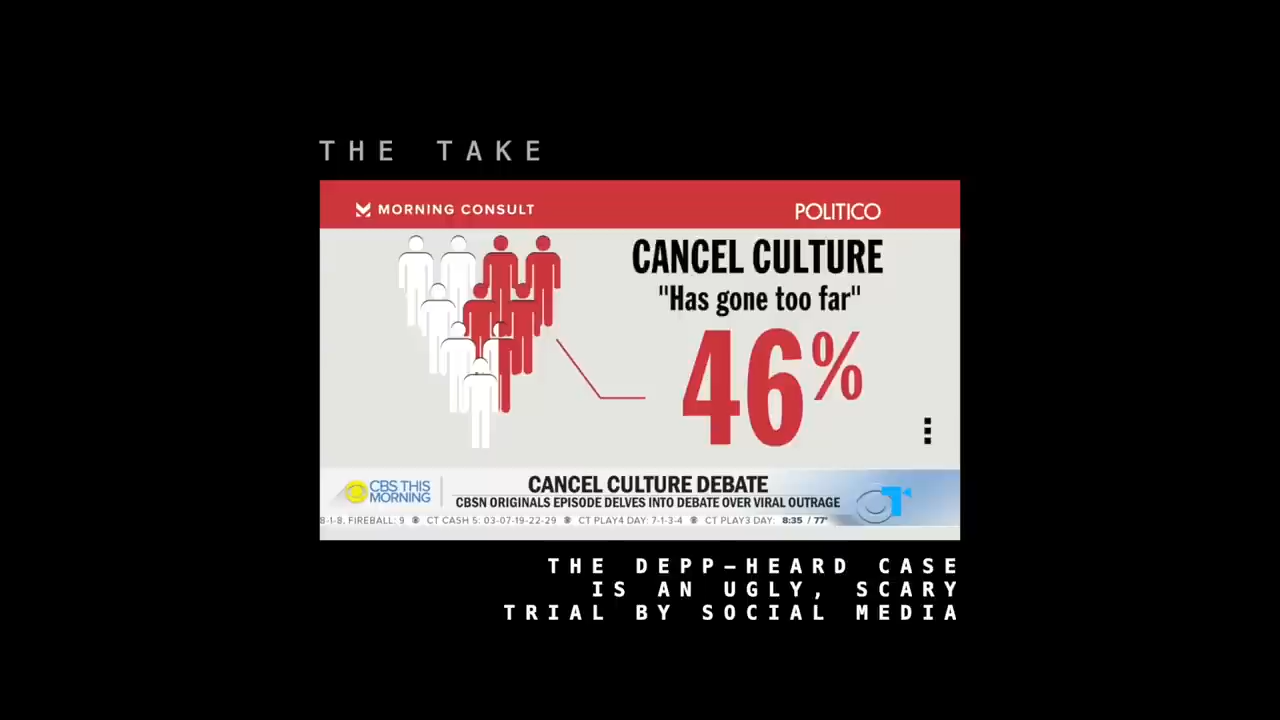 THE TAKE
MORNING CONSULT
POLITICO
CANCEL CULTURE
"Has gone too far"
46%
CBS THIS
MORNING
CANCEL CULTURE DEBATE
CBSN ORIGINALS EPISODE DELVES INTO DEBATE OVER VIRAL OUTRAGE
8-1-8, FIREBALL: 9 CT CASH 5: 03-07-19-22-29 CT PLAY4 DAY: 7-1-3-4 CT PLAY3 DAY: 8:35 / 77°
THE DEPP–HEARD CASE
IS AN UGLY, SCARY
TRIAL BY SOCIAL MEDIA